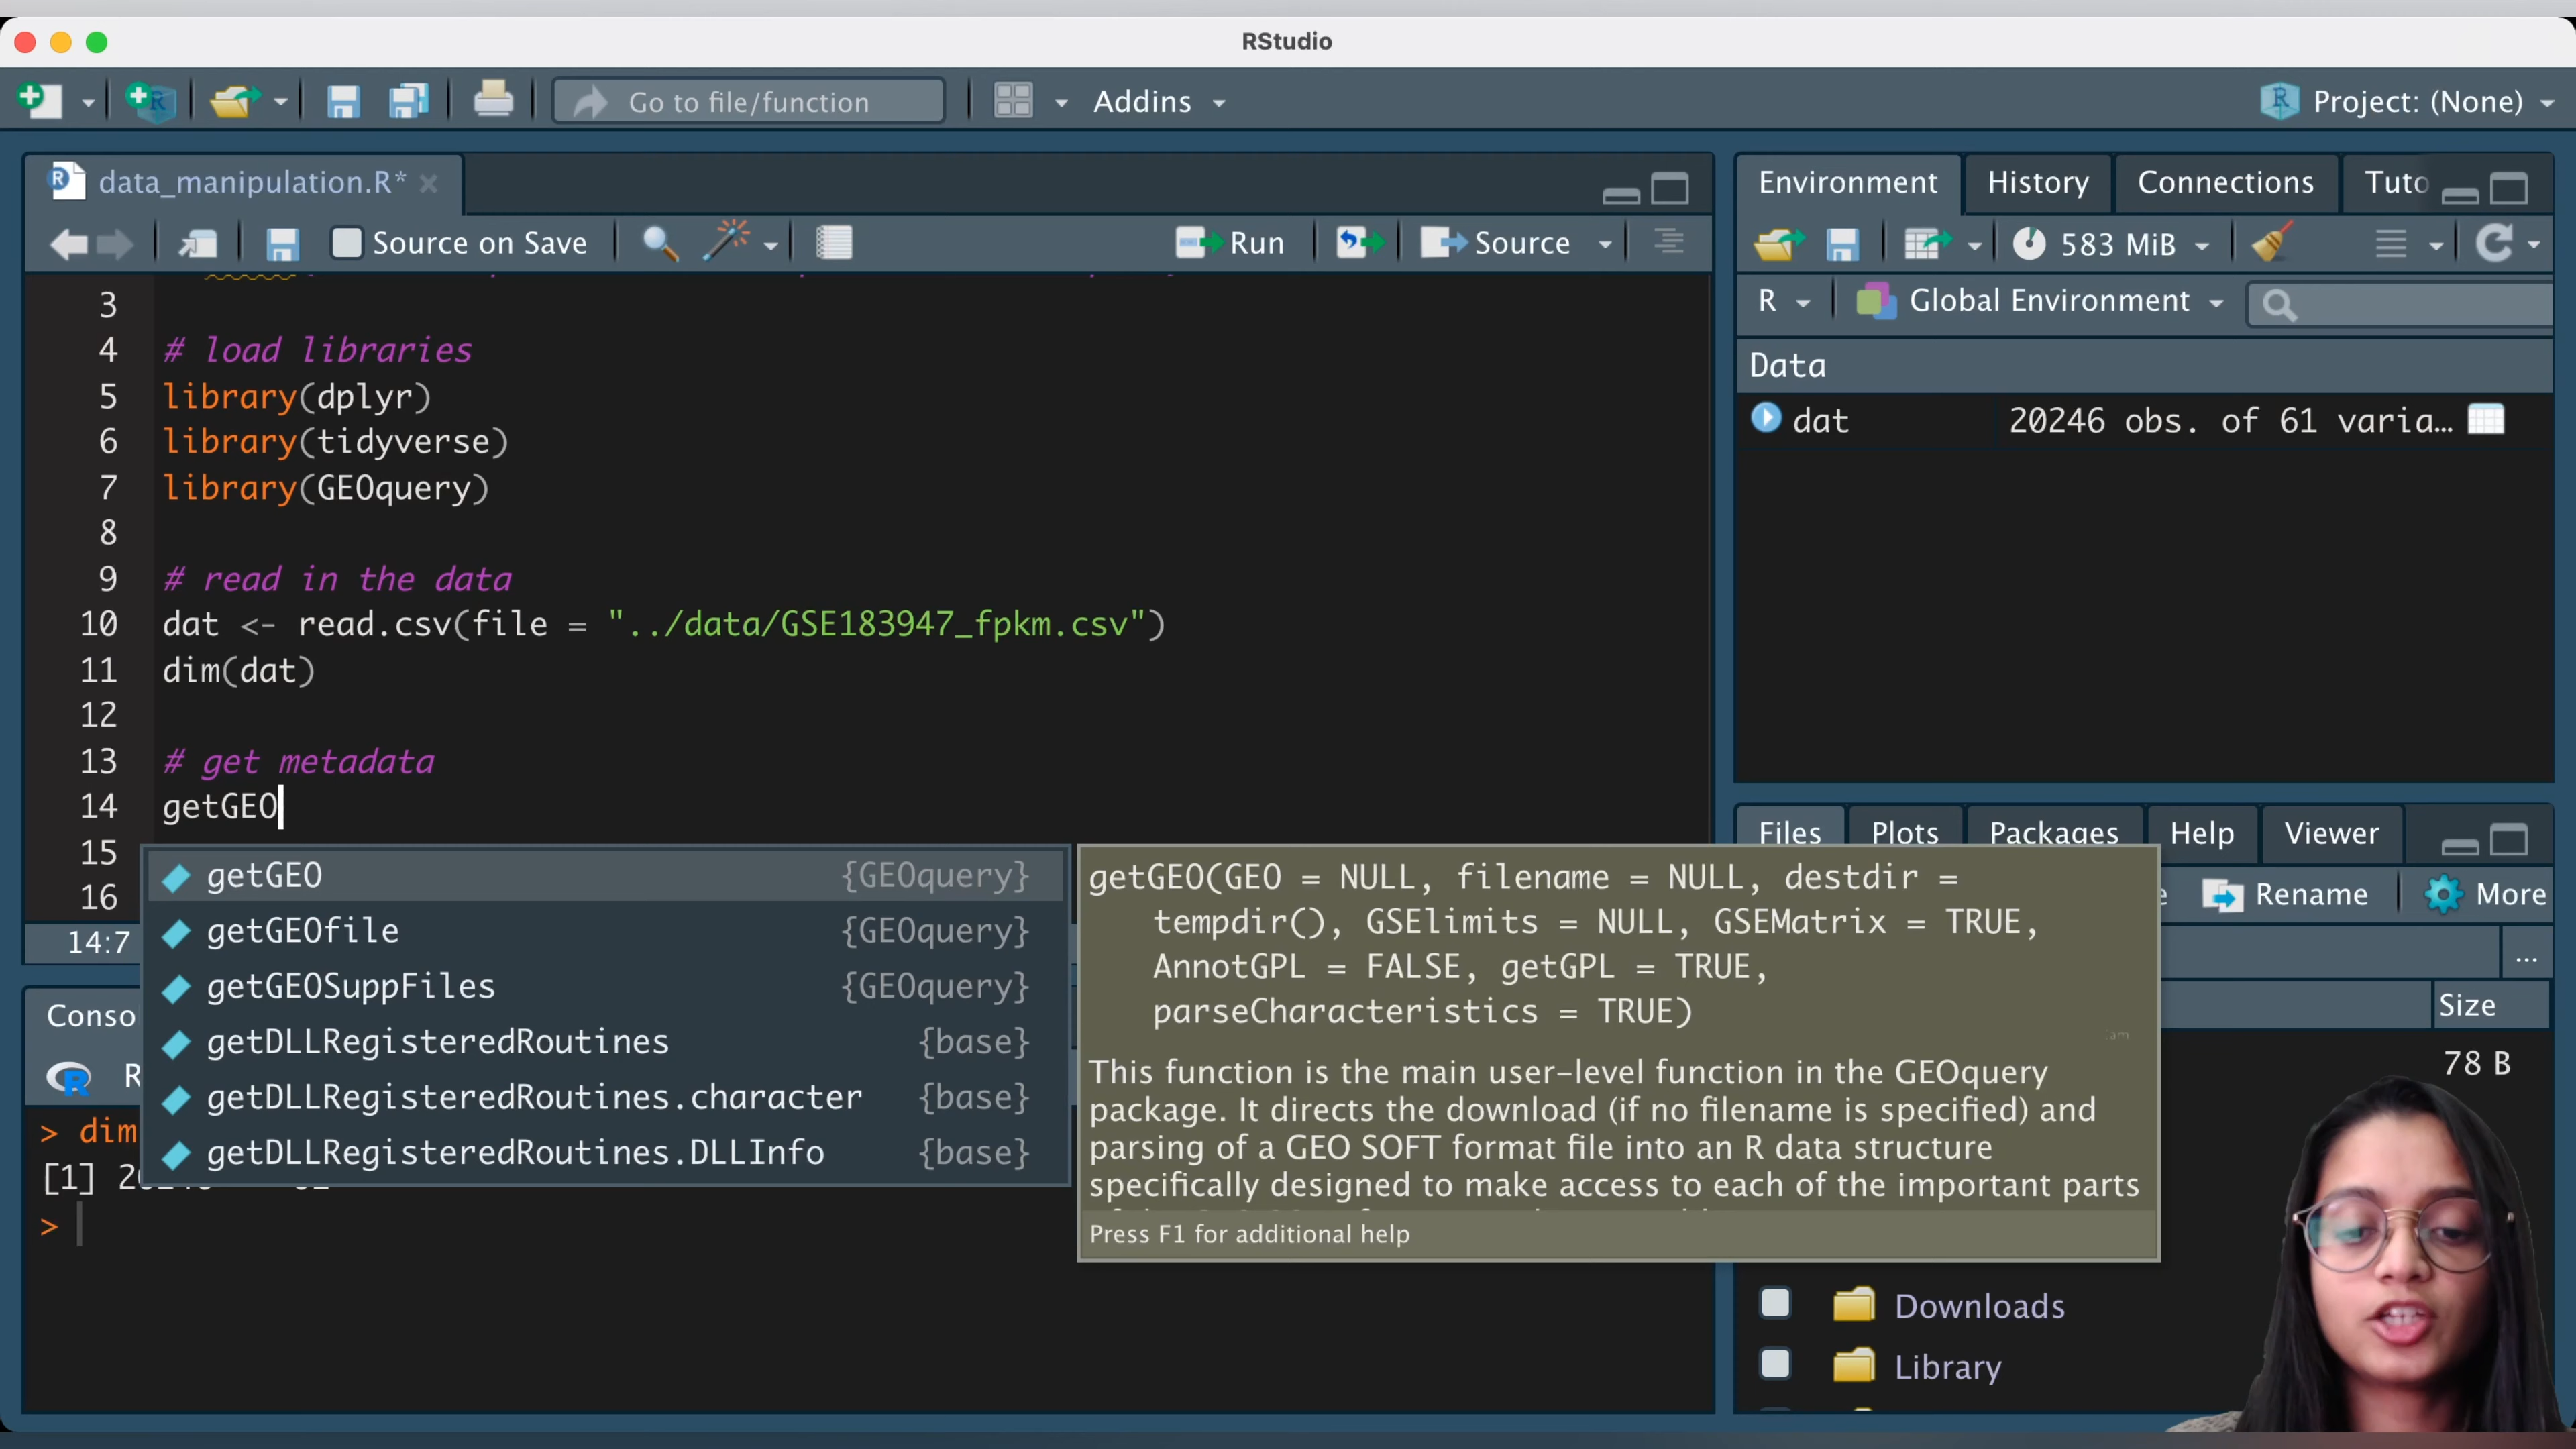 RStudio
Go to file/function
Addins
Project: (None)
data_manipulation.R*
Source on Save
Run
Source
3
4 # load libraries
5 library(dplyr)
6 library(tidyverse)
7 library(GEOquery)
8
9 # read in the data
10 dat <- read.csv(file = "../data/GSE183947_fpkm.csv")
11 dim(dat)
12
13 # get metadata
14 getGEO
15
16
14:7
getGEO {GEOquery}
getGEOfile {GEOquery}
getGEOSuppFiles {GEOquery}
getDLLRegisteredRoutines {base}
getDLLRegisteredRoutines.character {base}
getDLLRegisteredRoutines.DLLInfo {base}
getGEO(GEO = NULL, filename = NULL, destdir =
tempdir(), GSElimits = NULL, GSEMatrix = TRUE,
AnnotGPL = FALSE, getGPL = TRUE,
parseCharacteristics = TRUE)
This function is the main user-level function in the GEOquery
package. It directs the download (if no filename is specified) and
parsing of a GEO SOFT format file into an R data structure
specifically designed to make access to each of the important parts
Press F1 for additional help
Conso
R
> dim
[1]
>
Environment History Connections Tuto
583 MiB
R Global Environment
Data
dat 20246 obs. of 61 varia…
Files Plots Packages Help Viewer
Rename More
...
Size
78 B
Downloads
Library